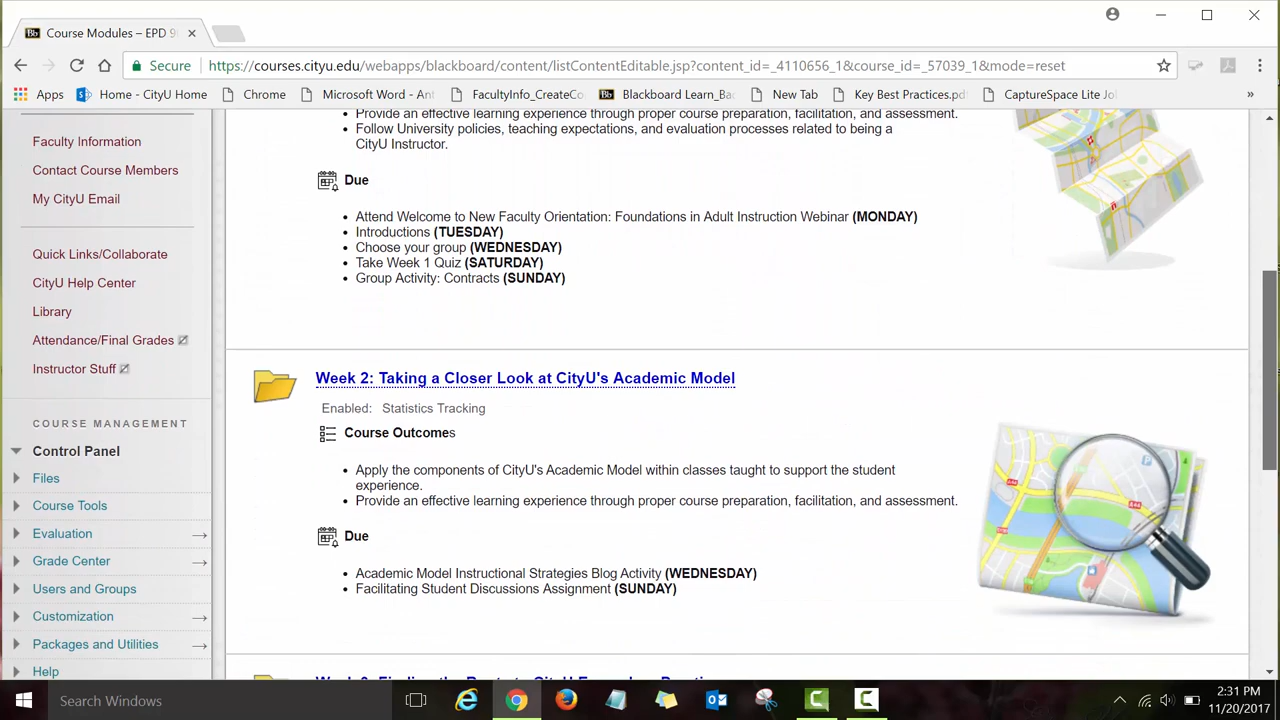 Course Modules – EPD 9
Secure
https://courses.cityu.edu/webapps/blackboard/content/listContentEditable.jsp?content_id=_4110656_1&course_id=_57039_1&mode=reset
Apps
Home - CityU Home
Chrome
Microsoft Word - Ant
FacultyInfo_CreateCo
Blackboard Learn_Bac
New Tab
Key Best Practices.pdf
CaptureSpace Lite Jo
Faculty Information
Contact Course Members
My CityU Email
Quick Links/Collaborate
CityU Help Center
Library
Attendance/Final Grades
Instructor Stuff
COURSE MANAGEMENT
Control Panel
Files
Course Tools
Evaluation
Grade Center
Users and Groups
Customization
Packages and Utilities
Help
Provide an effective learning experience through proper course preparation, facilitation, and assessment.
Follow University policies, teaching expectations, and evaluation processes related to being a
CityU Instructor.
Due
Attend Welcome to New Faculty Orientation: Foundations in Adult Instruction Webinar (MONDAY)
Introductions (TUESDAY)
Choose your group (WEDNESDAY)
Take Week 1 Quiz (SATURDAY)
Group Activity: Contracts (SUNDAY)
Week 2: Taking a Closer Look at CityU's Academic Model
Enabled: Statistics Tracking
Course Outcomes
Apply the components of CityU's Academic Model within classes taught to support the student
experience.
Provide an effective learning experience through proper course preparation, facilitation, and assessment.
Due
Academic Model Instructional Strategies Blog Activity (WEDNESDAY)
Facilitating Student Discussions Assignment (SUNDAY)
Search Windows
2:31 PM
11/20/2017